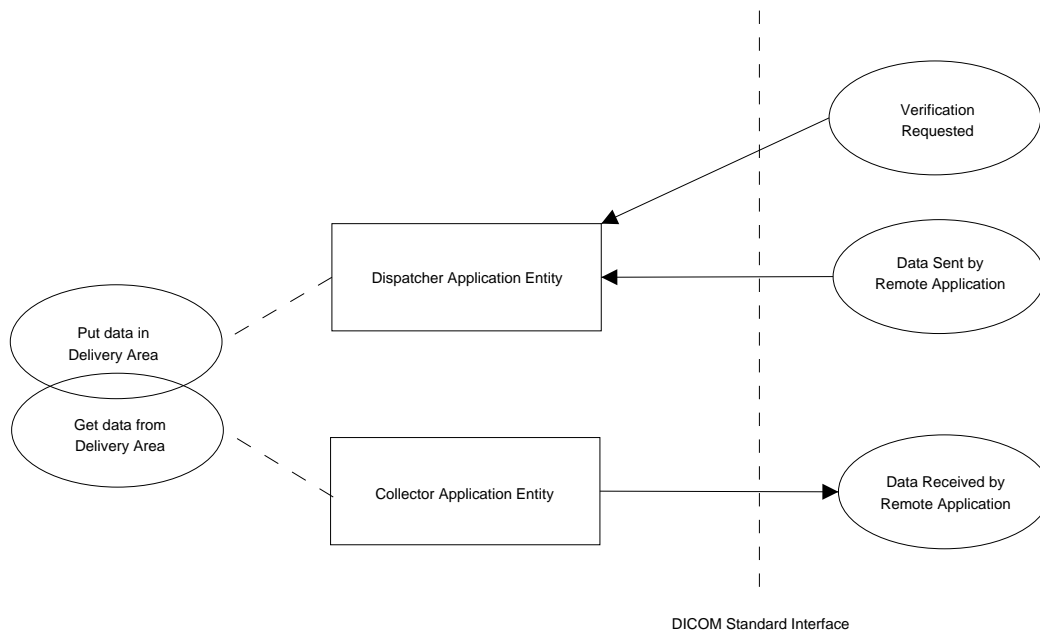 Verification
Requested
Dispatcher Application Entity
Data Sent by
Remote Application
Put data in
Delivery Area
Get data from
Delivery Area
Collector Application Entity
Data Received by
Remote Application
DICOM Standard Interface